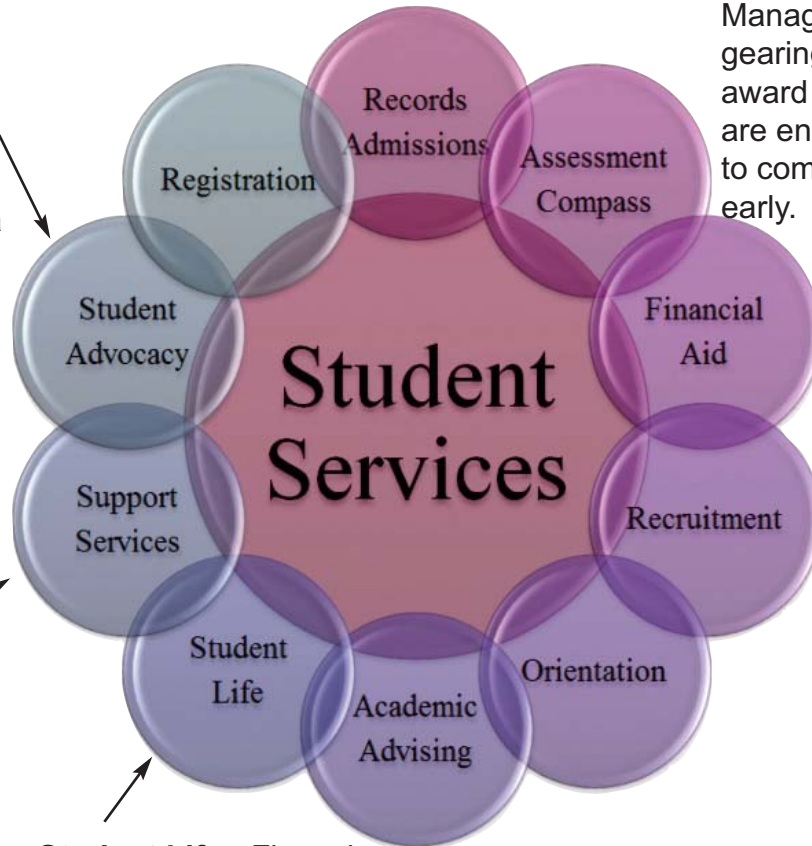 gearing
award
are en
to com
early.
Records
Admissions
Assessment
Compass
Registration
Student
Advocacy
Financial
Aid
Student
Services
Support
Services
Recruitment
Student
Life
Orientation
Academic
Advising